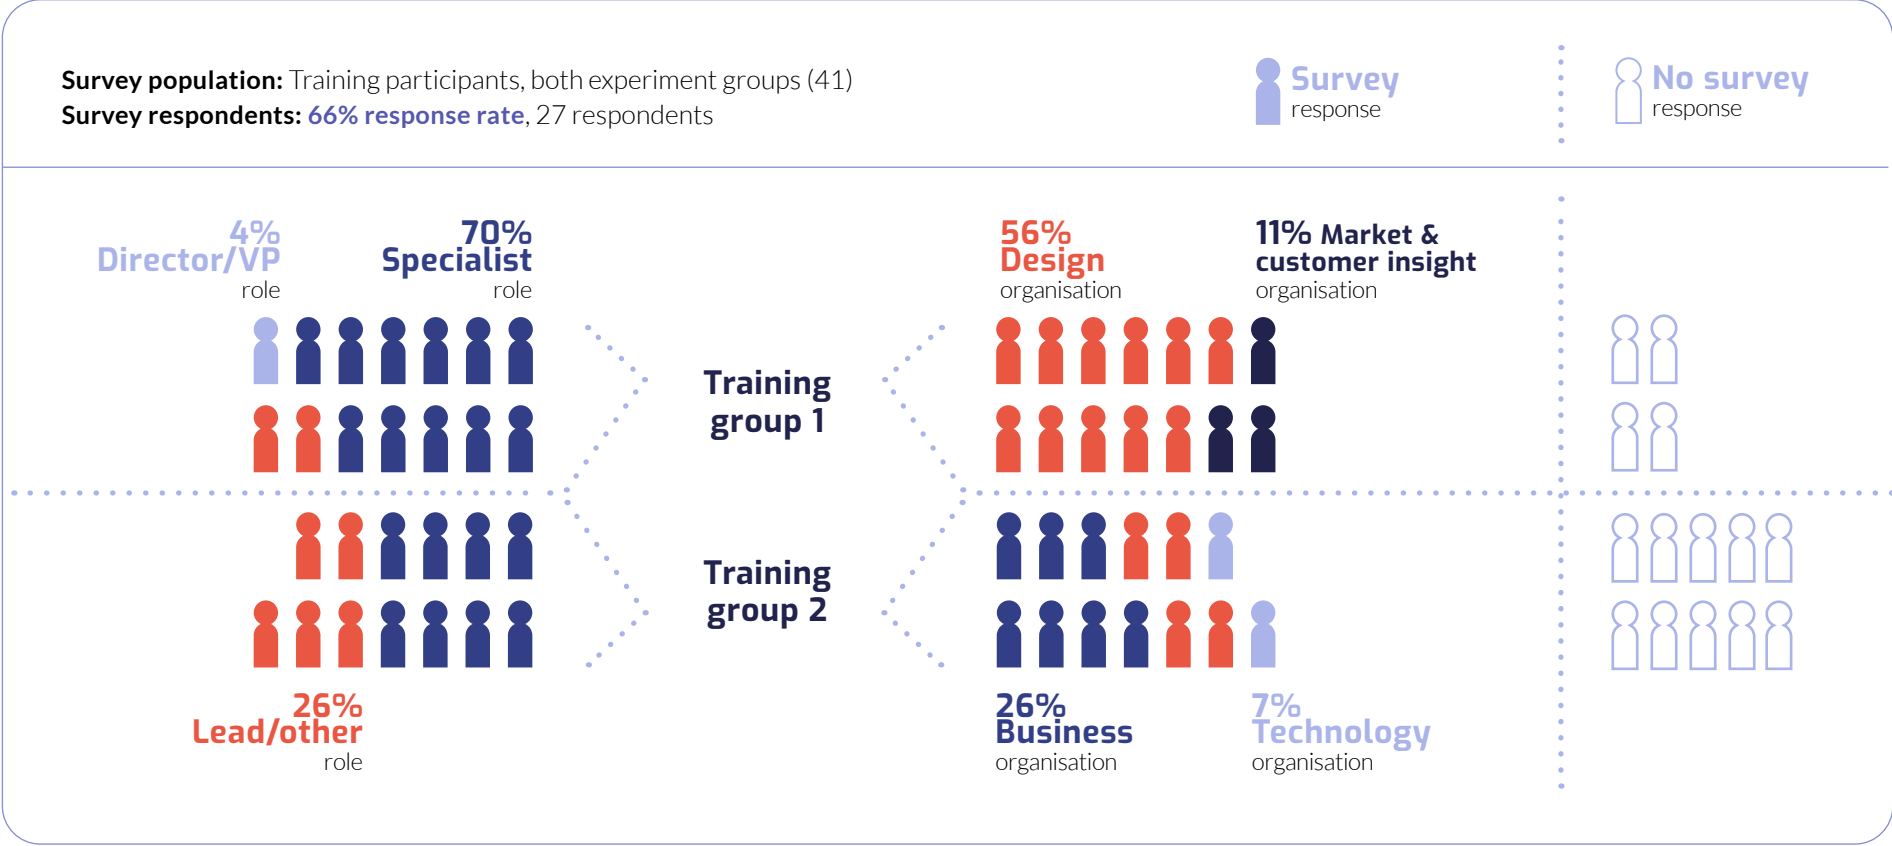 Survey population: Training participants, both experiment groups (41)
Survey respondents: 66% response rate, 27 respondents
Survey
response
No survey
response
4%
Director/VP
role
70%
Specialist
role
56%
Design
organisation
11% Market &
customer insight
organisation
Training
group 1
Training
group 2
26%
Lead/other
role
26%
Business
organisation
7%
Technology
organisation